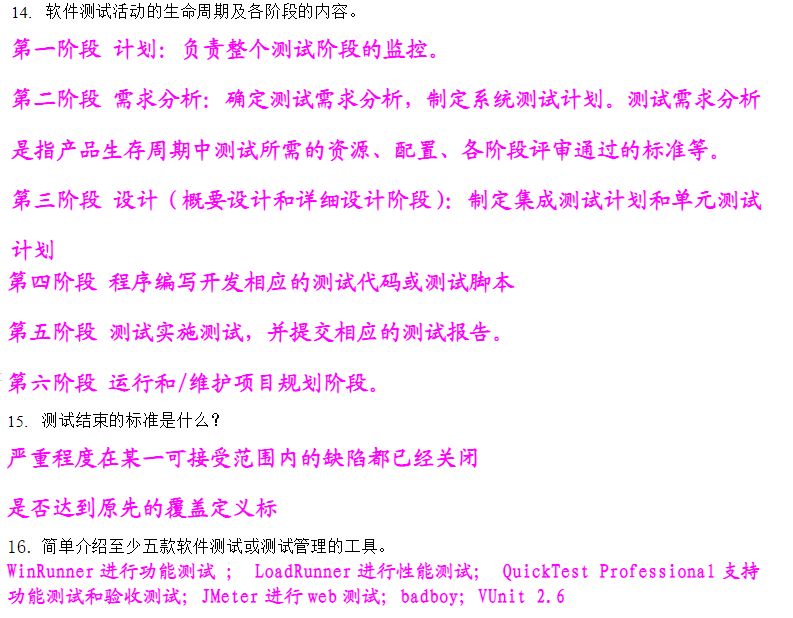 14. 软件测试活动的生命周期及各阶段的内容。
第一阶段 计划：负责整个测试阶段的监控。
第二阶段 需求分析：确定测试需求分析，制定系统测试计划。测试需求分析
是指产品生存周期中测试所需的资源、配置、各阶段评审通过的标准等。
第三阶段 设计（概要设计和详细设计阶段）：制定集成测试计划和单元测试
计划
第四阶段 程序编写开发相应的测试代码或测试脚本
第五阶段 测试实施测试，并提交相应的测试报告。
第六阶段 运行和/维护项目规划阶段。
15. 测试结束的标准是什么？
严重程度在某一可接受范围内的缺陷都已经关闭
是否达到原先的覆盖定义标
16. 简单介绍至少五款软件测试或测试管理的工具。
WinRunner 进行功能测试 ； LoadRunner 进行性能测试； QuickTest Professional 支持
功能测试和验收测试；JMeter 进行 web 测试；badboy；VUnit 2.6